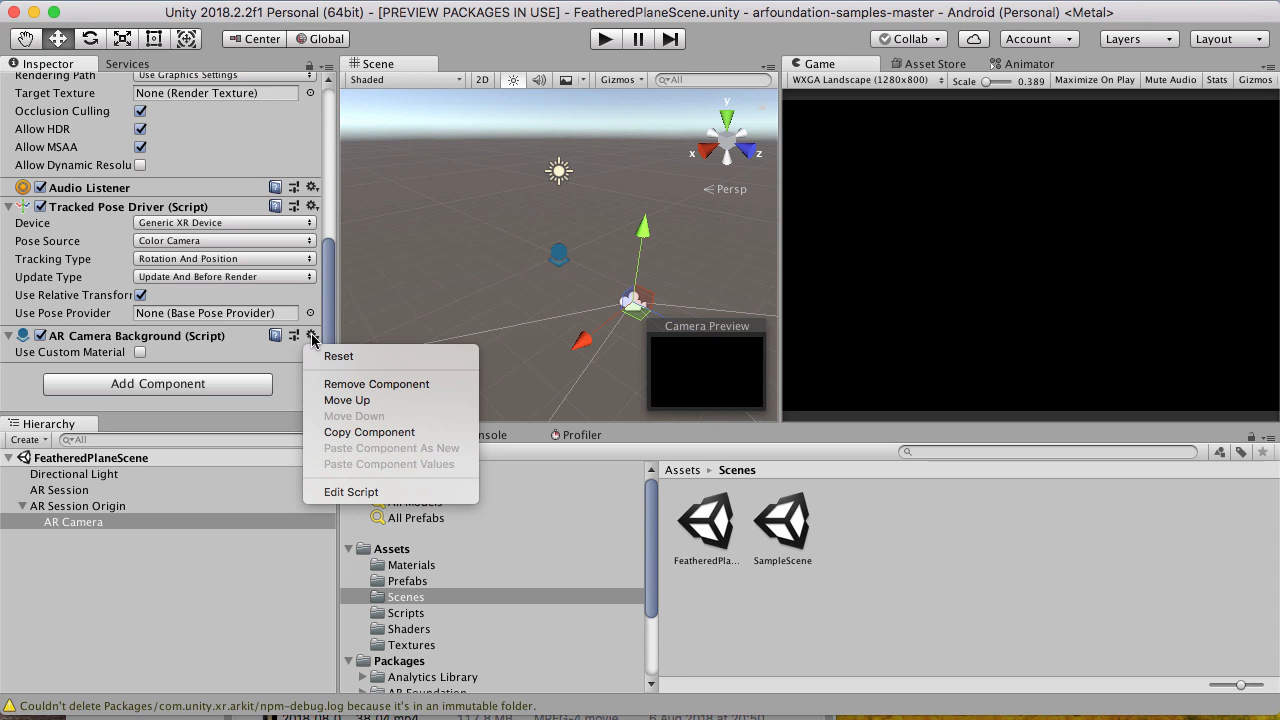 Unity 2018.2.2f1 Personal (64bit) - [PREVIEW PACKAGES IN USE] - FeatheredPlaneScene.unity - arfoundation-samples-master - Android (Personal) <Metal>
Center Global Collab Account Layers Layout
Inspector Services
Rendering Path Use Graphics Settings
Target Texture None (Render Texture)
Occlusion Culling
Allow HDR
Allow MSAA
Allow Dynamic Resolu
Audio Listener
Tracked Pose Driver (Script)
Device Generic XR Device
Pose Source Color Camera
Tracking Type Rotation And Position
Update Type Update And Before Render
Use Relative Transforr
Use Pose Provider None (Base Pose Provider)
AR Camera Background (Script)
Use Custom Material
Add Component
Reset
Remove Component
Move Up
Move Down
Copy Component
Paste Component As New
Paste Component Values
Edit Script
Hierarchy
Create All
FeatheredPlaneScene
Directional Light
AR Session
AR Session Origin
AR Camera
Scene
Shaded 2D Gizmos All
y
x z
Persp
Camera Preview
Game Asset Store Animator
WXGA Landscape (1280x800) Scale 0.389 Maximize On Play Mute Audio Stats Gizmos
nsole Profiler
All Models
All Prefabs
Assets
Materials
Prefabs
Scenes
Scripts
Shaders
Textures
Packages
Analytics Library
AR Foundation
Assets Scenes
FeatheredPla... SampleScene
Couldn't delete Packages/com.unity.xr.arkit/npm-debug.log because it's in an immutable folder.